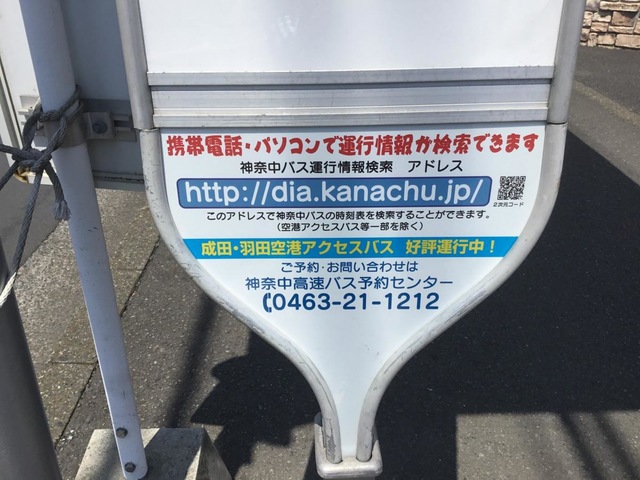 携帯電話・パソコンで運行情報が検索できます
神奈中バス運行情報検索 アドレス
http://dia.kanachu.jp/
2次元コード
このアドレスで神奈中バスの時刻表を検索することができます。
(空港アクセスバス等一部を除く)
成田・羽田空港アクセスバス 好評運行中!
ご予約・お問い合わせは
神奈中高速バス予約センター
0463-21-1212